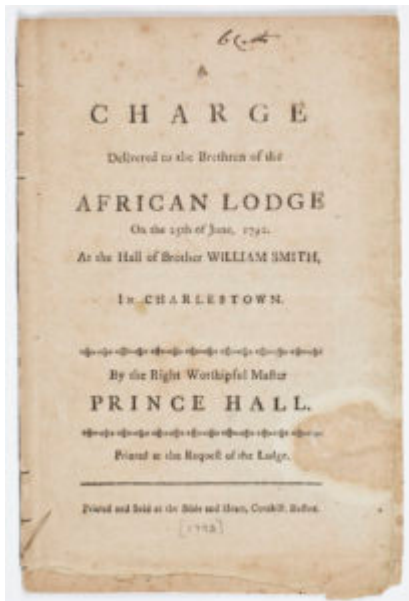 A
CHARGE
Delivered to the Brethren of the
AFRICAN LODGE
On the 25th of June, 1792.
At the Hall of Brother WILLIAM SMITH,
IN CHARLESTOWN.
By the Right Worshipful Master
PRINCE HALL.
Printed at the Request of the Lodge.
Printed and Sold at the Bible and Heart, Cornhill, Boston.